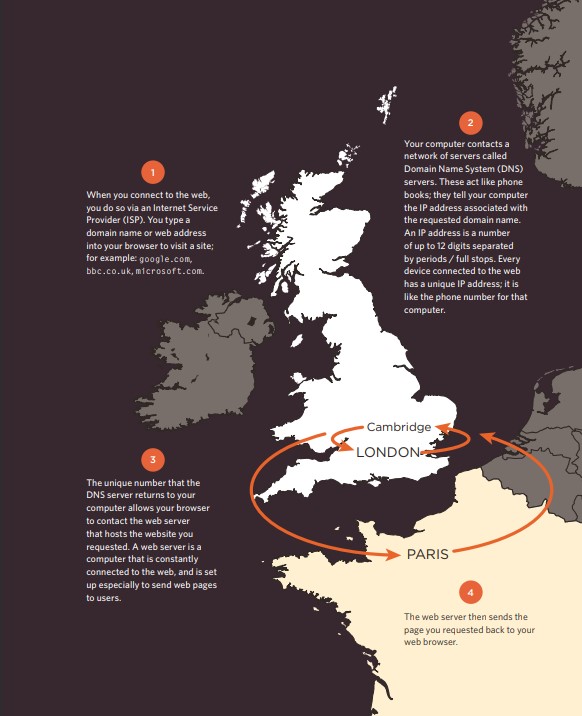 1
When you connect to the web,
you do so via an Internet Service
Provider (ISP). You type a
domain name or web address
into your browser to visit a site;
for example: google.com,
bbc.co.uk, microsoft.com.
2
Your computer contacts a
network of servers called
Domain Name System (DNS)
servers. These act like phone
books; they tell your computer
the IP address associated with
the requested domain name.
An IP address is a number
of up to 12 digits separated
by periods / full stops. Every
device connected to the web
has a unique IP address; it is
like the phone number for that
computer.
Cambridge
LONDON
3
The unique number that the
DNS server returns to your
computer allows your browser
to contact the web server
that hosts the website you
requested. A web server is a
computer that is constantly
connected to the web, and is set
up especially to send web pages
to users.
PARIS
4
The web server then sends the
page you requested back to your
web browser.